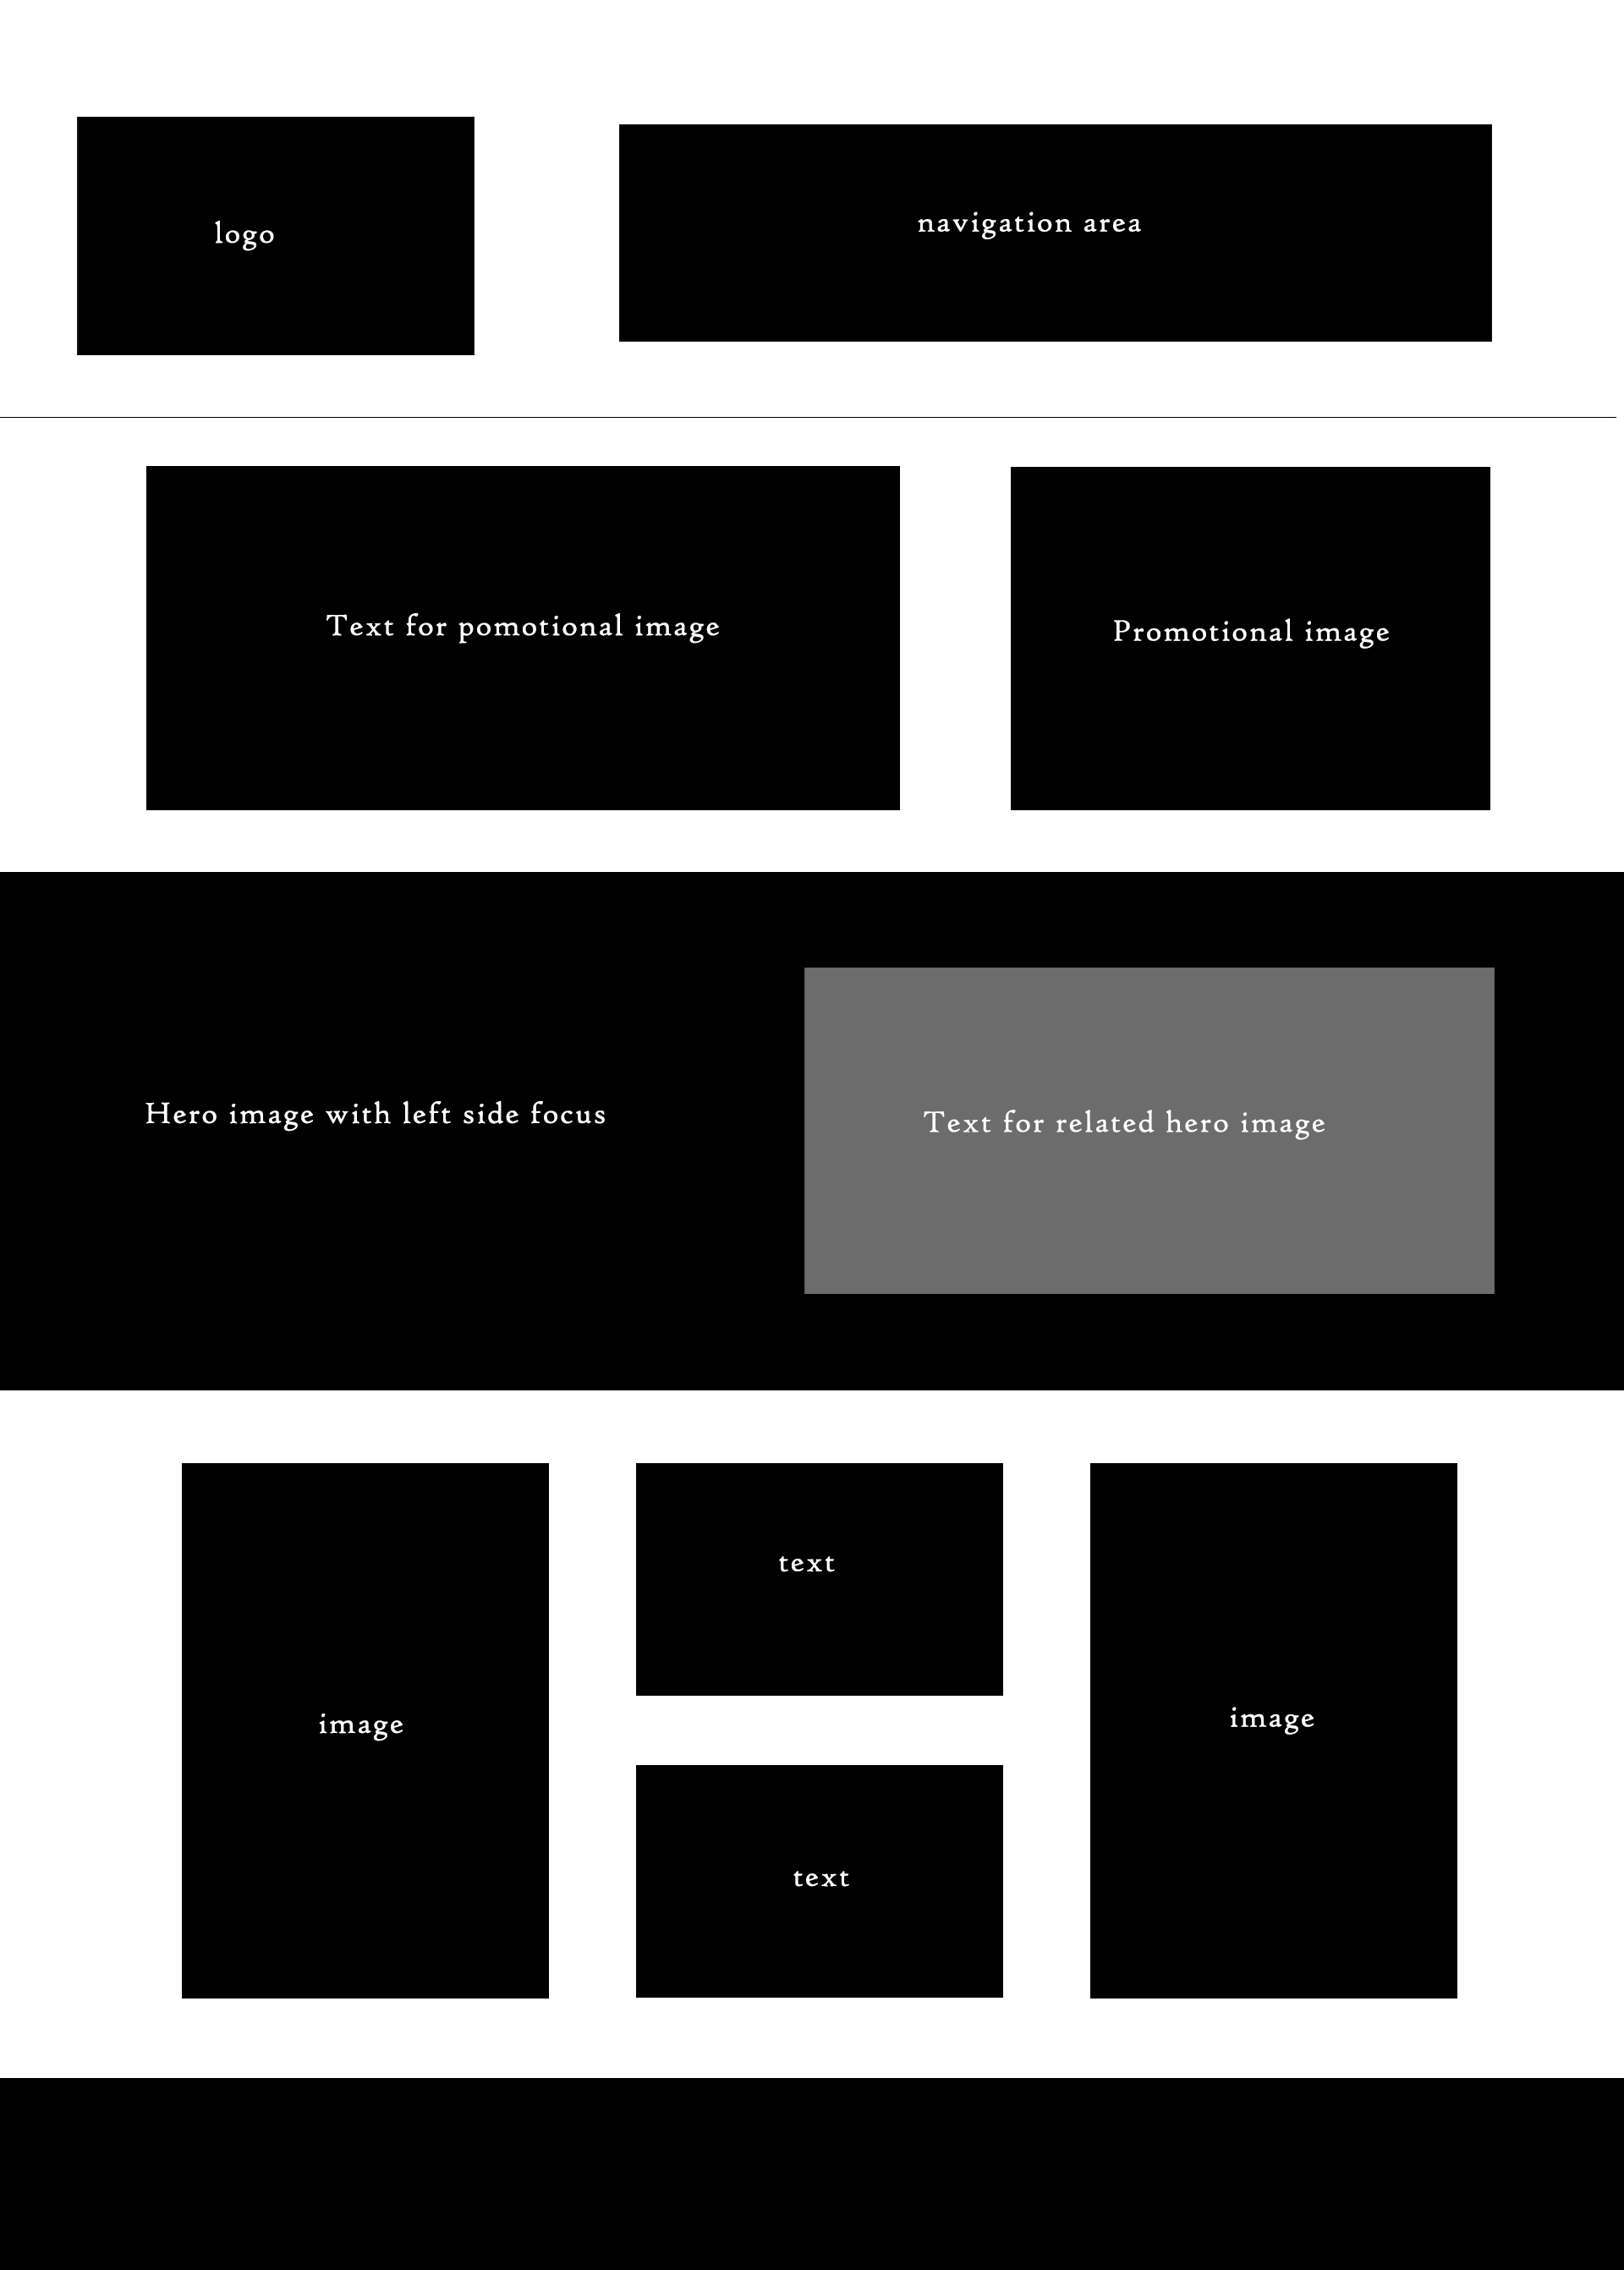 logo
navigation area
Text for pomotional image
Promotional image
Hero image with left side focus
Text for related hero image
image
text
text
image